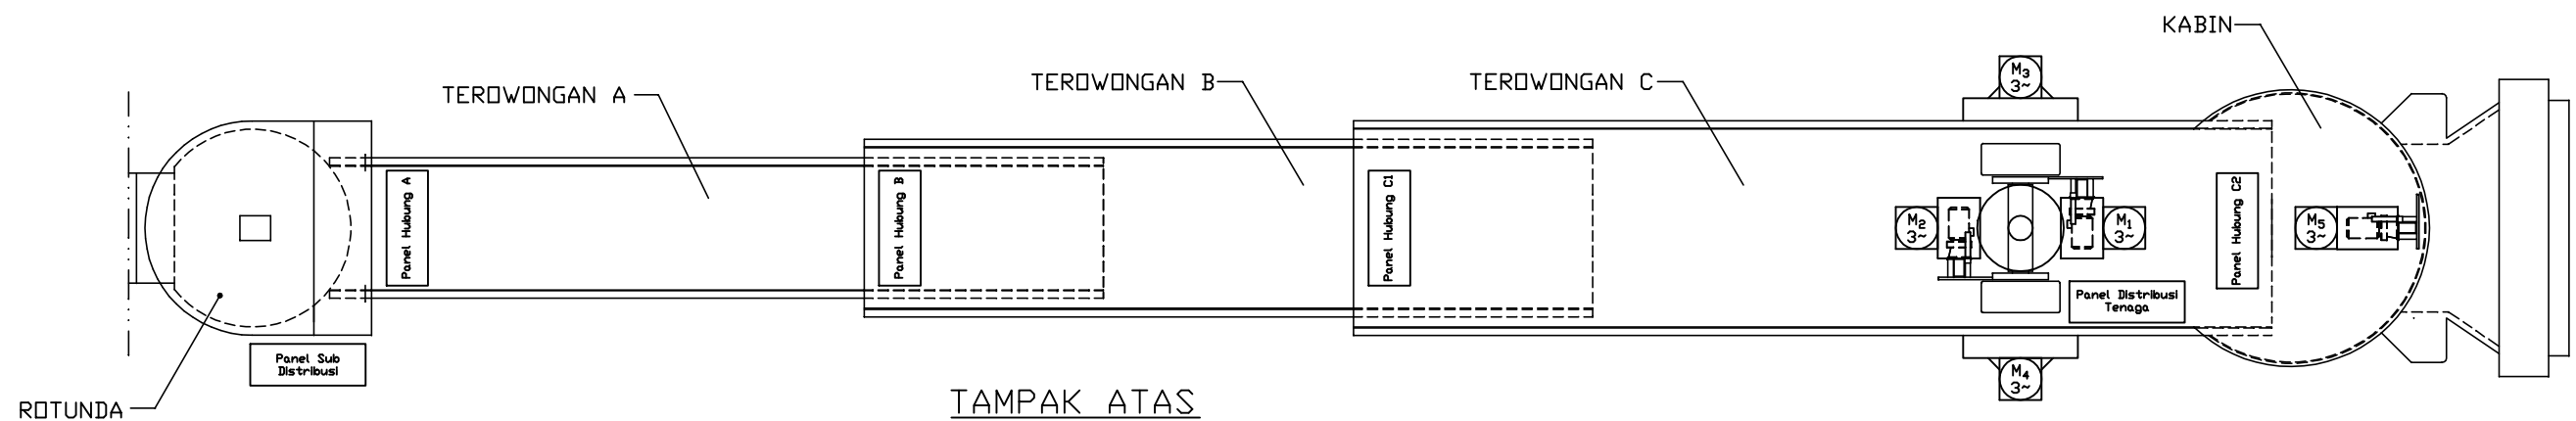 KABIN
TEROWONGAN A
TEROWONGAN B
TEROWONGAN C
M3
3~
Panel Hubung A
Panel Hubung B
Panel Hubung C1
M2
3~
M1
3~
Panel Hubung C2
M5
3~
Panel Distribusi
Tenaga
Panel Sub
Distribusi
M4
3~
ROTUNDA
TAMPAK ATAS